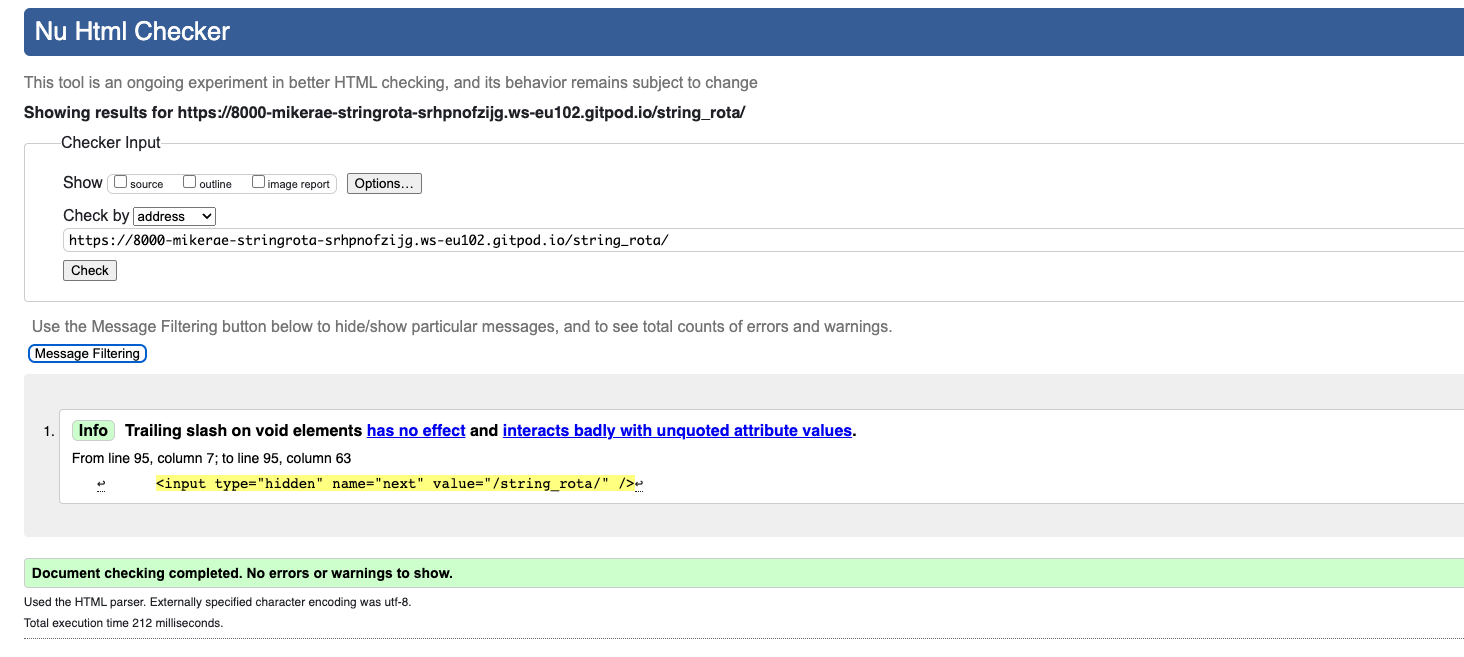 Nu Html Checker
This tool is an ongoing experiment in better HTML checking, and its behavior remains subject to change
Showing results for https://8000-mikerae-stringrota-srhpnofzijg.ws-eu102.gitpod.io/string_rota/
Checker Input
Show source outline image report Options…
Check by address
https://8000-mikerae-stringrota-srhpnofzijg.ws-eu102.gitpod.io/string_rota/
Check
Use the Message Filtering button below to hide/show particular messages, and to see total counts of errors and warnings.
Message Filtering
1. Info Trailing slash on void elements has no effect and interacts badly with unquoted attribute values.
From line 95, column 7; to line 95, column 63
↩ <input type="hidden" name="next" value="/string_rota/" />↩
Document checking completed. No errors or warnings to show.
Used the HTML parser. Externally specified character encoding was utf-8.
Total execution time 212 milliseconds.